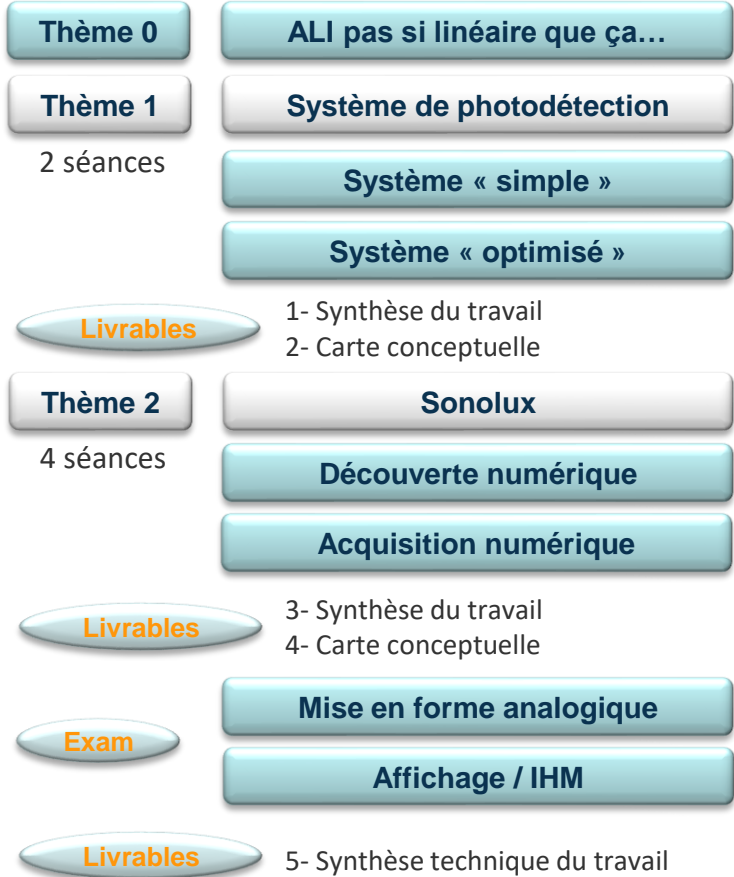 Thème 0
ALI pas si linéaire que ça…
Thème 1
Système de photodétection
2 séances
Système « simple »
Système « optimisé »
Livrables
1- Synthèse du travail
2- Carte conceptuelle
Thème 2
Sonolux
4 séances
Découverte numérique
Acquisition numérique
Livrables
3- Synthèse du travail
4- Carte conceptuelle
Mise en forme analogique
Exam
Affichage / IHM
Livrables
5- Synthèse technique du travail